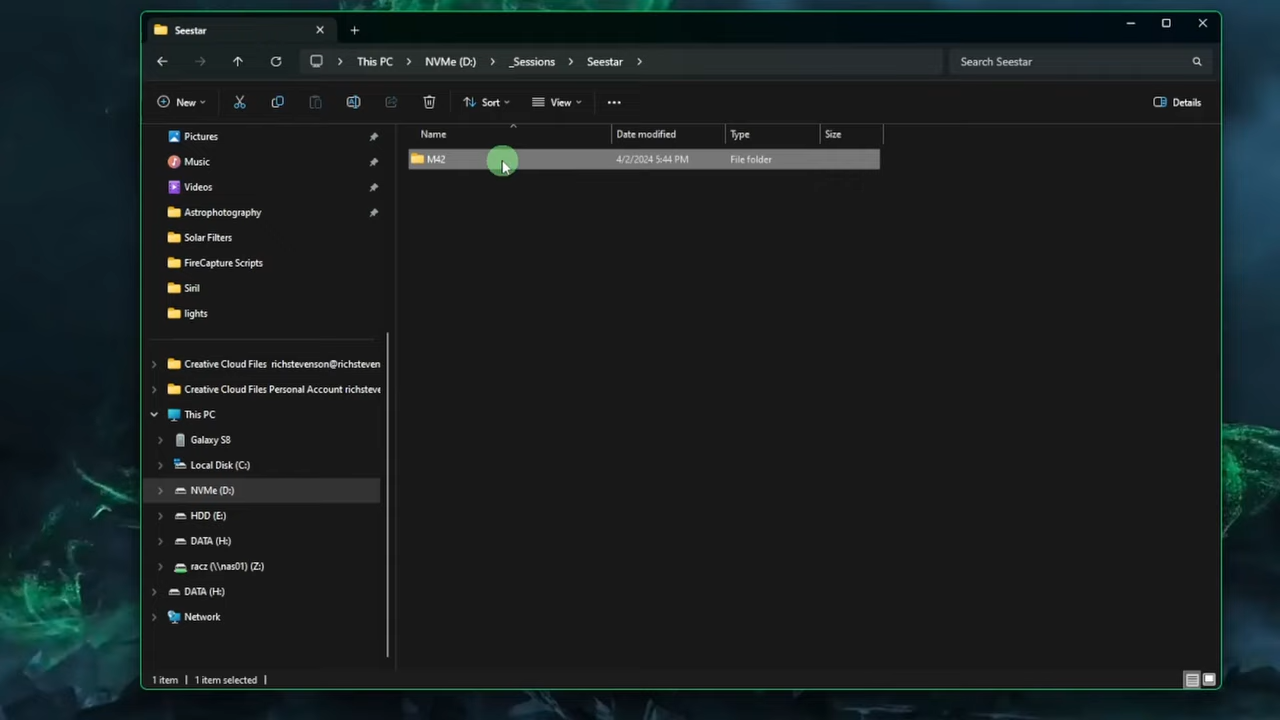 Seestar
This PC
NVMe (D:)
_Sessions
Seestar
Search Seestar
New
Sort
View
Details
Pictures
Music
Videos
Astrophotography
Solar Filters
FireCapture Scripts
Siril
lights
Creative Cloud Files richstevenson@richsteven
Creative Cloud Files Personal Account richsteve
This PC
Galaxy S8
Local Disk (C:)
NVMe (D:)
HDD (E:)
DATA (H:)
racz (\\nas01) (Z:)
DATA (H:)
Network
Name Date modified Type Size
M42 4/2/2024 5:44 PM File folder
1 item 1 item selected